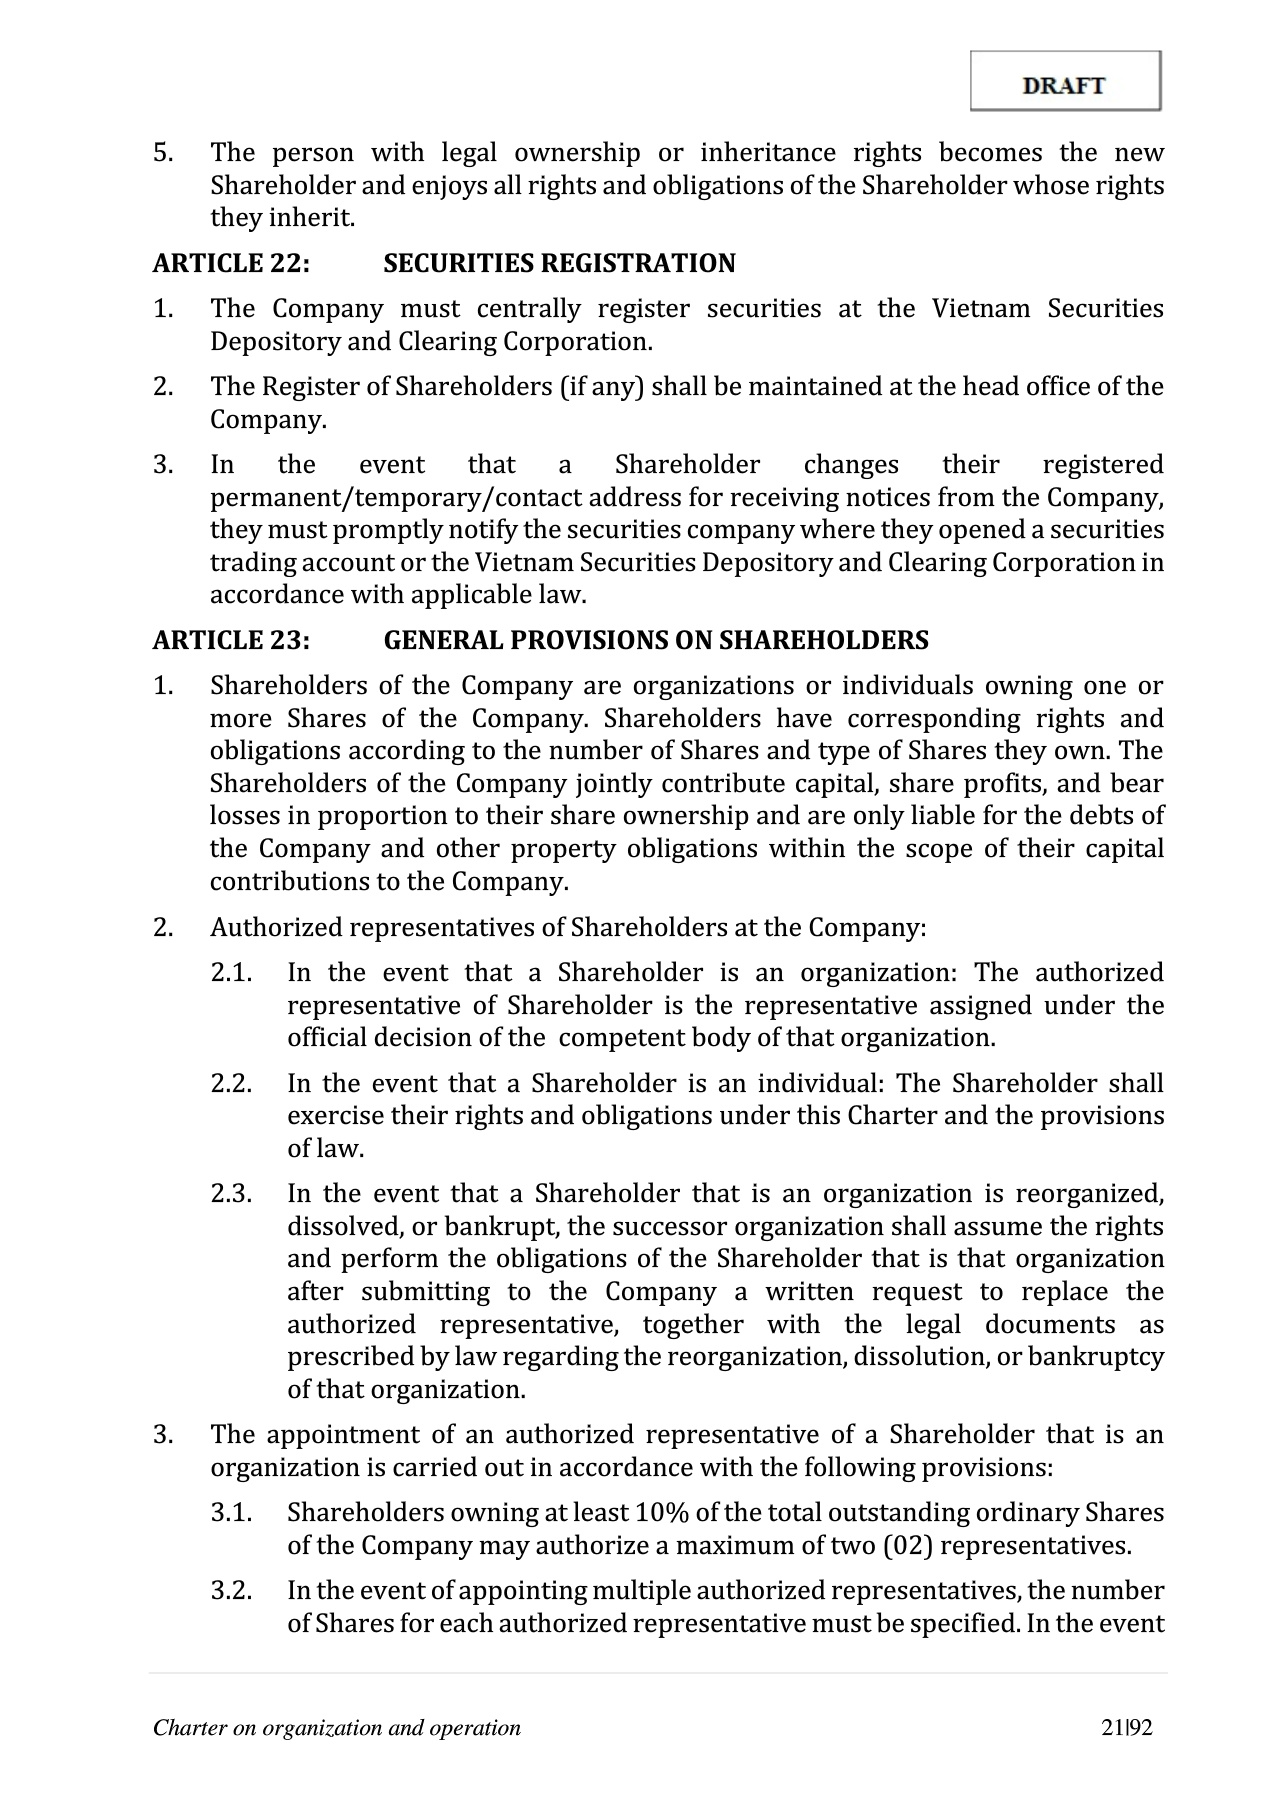 DRAFT
5. The person with legal ownership or inheritance rights becomes the new
Shareholder and enjoys all rights and obligations of the Shareholder whose rights
they inherit.
ARTICLE 22: SECURITIES REGISTRATION
1. The Company must centrally register securities at the Vietnam Securities
Depository and Clearing Corporation.
2. The Register of Shareholders (if any) shall be maintained at the head office of the
Company.
3. In the event that a Shareholder changes their registered
permanent/temporary/contact address for receiving notices from the Company,
they must promptly notify the securities company where they opened a securities
trading account or the Vietnam Securities Depository and Clearing Corporation in
accordance with applicable law.
ARTICLE 23: GENERAL PROVISIONS ON SHAREHOLDERS
1. Shareholders of the Company are organizations or individuals owning one or
more Shares of the Company. Shareholders have corresponding rights and
obligations according to the number of Shares and type of Shares they own. The
Shareholders of the Company jointly contribute capital, share profits, and bear
losses in proportion to their share ownership and are only liable for the debts of
the Company and other property obligations within the scope of their capital
contributions to the Company.
2. Authorized representatives of Shareholders at the Company:
2.1. In the event that a Shareholder is an organization: The authorized
representative of Shareholder is the representative assigned under the
official decision of the competent body of that organization.
2.2. In the event that a Shareholder is an individual: The Shareholder shall
exercise their rights and obligations under this Charter and the provisions
of law.
2.3. In the event that a Shareholder that is an organization is reorganized,
dissolved, or bankrupt, the successor organization shall assume the rights
and perform the obligations of the Shareholder that is that organization
after submitting to the Company a written request to replace the
authorized representative, together with the legal documents as
prescribed by law regarding the reorganization, dissolution, or bankruptcy
of that organization.
3. The appointment of an authorized representative of a Shareholder that is an
organization is carried out in accordance with the following provisions:
3.1. Shareholders owning at least 10% of the total outstanding ordinary Shares
of the Company may authorize a maximum of two (02) representatives.
3.2. In the event of appointing multiple authorized representatives, the number
of Shares for each authorized representative must be specified. In the event
Charter on organization and operation 21|92